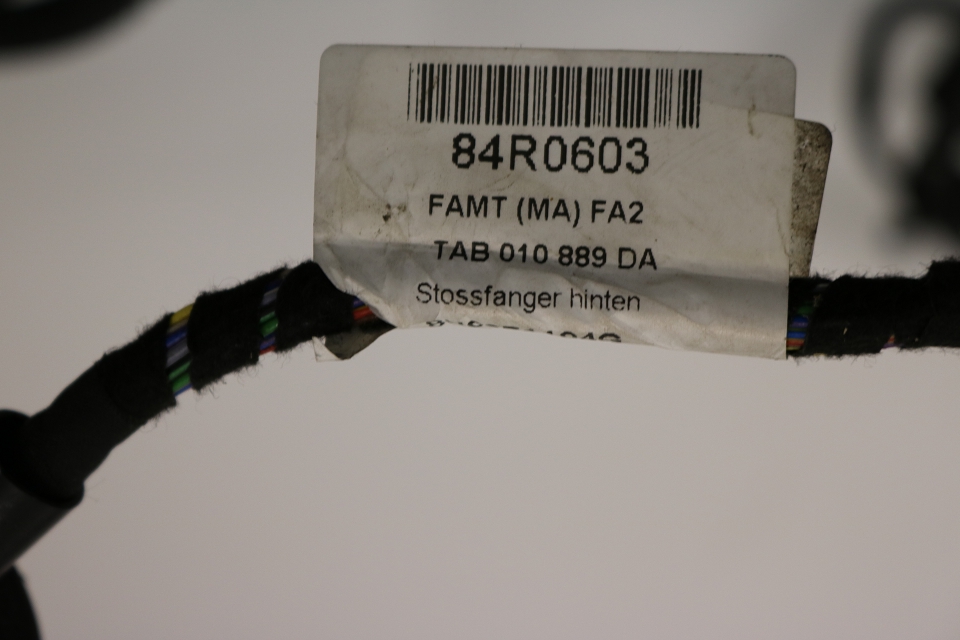 84R0603
FAMT (MA) FA2
TAB 010 889 DA
Stossfanger hinten